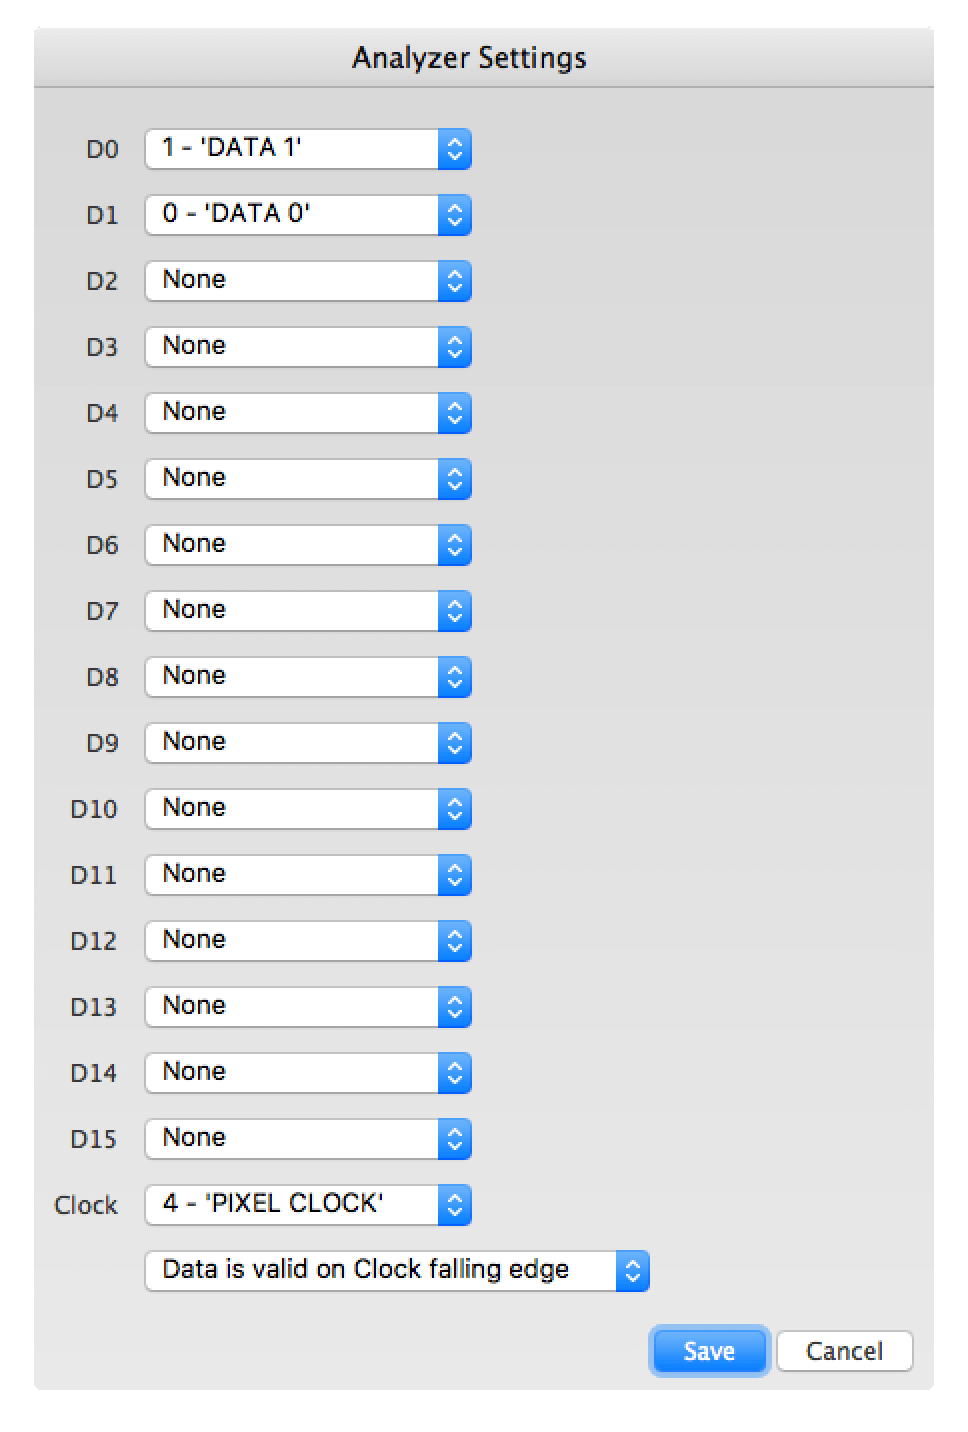 Analyzer Settings
D0 1 - 'DATA 1'
D1 0 - 'DATA 0'
D2 None
D3 None
D4 None
D5 None
D6 None
D7 None
D8 None
D9 None
D10 None
D11 None
D12 None
D13 None
D14 None
D15 None
Clock 4 - 'PIXEL CLOCK'
Data is valid on Clock falling edge
Save Cancel